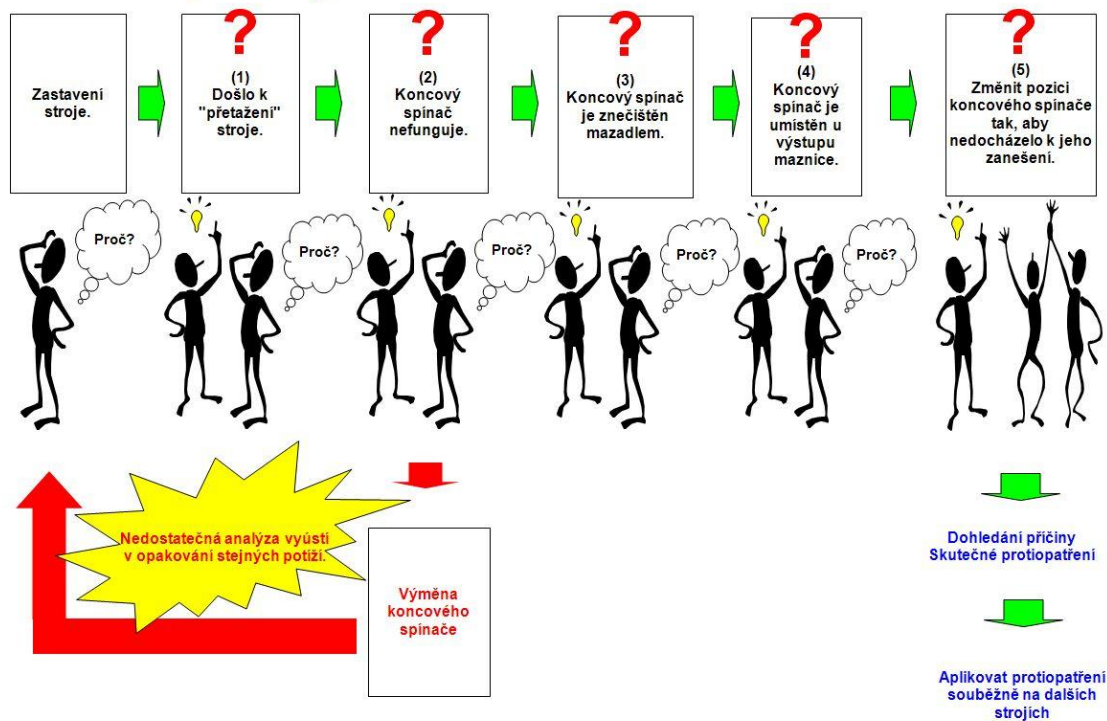 Zastavení
stroje.
?
(1)
Došlo k
"přetažení"
stroje.
?
(2)
Koncový
spínač
nefunguje.
?
(3)
Koncový spínač
je znečištěn
mazadlem.
?
(4)
Koncový
spínač je
umístěn u
výstupu
maznice.
?
(5)
Změnit pozici
koncového spínače
tak, aby
nedocházelo k jeho
zanešení.
Proč?
Proč?
Proč?
Proč?
Proč?
Nedostatečná analýza vyústí
v opakování stejných potíží.
Výměna
koncového
spínače
Dohledání příčiny
Skutečné protiopatření
Aplikovat protiopatření
souběžně na dalších
strojích